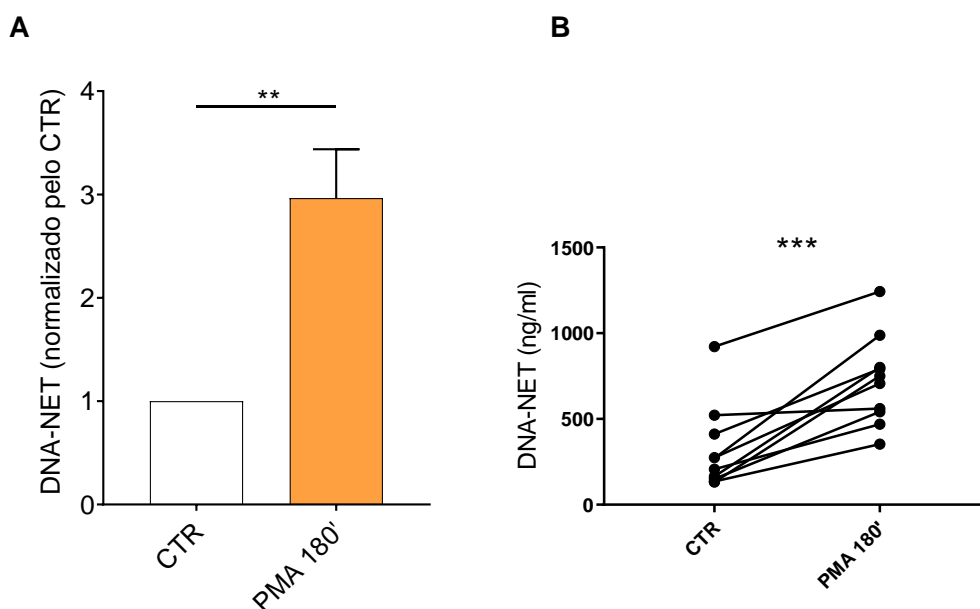 A
DNA-NET (normalizado pelo CTR)
4
3
2
1
0
**
CTR
PMA 180'
B
DNA-NET (ng/ml)
1500
1000
500
0
***
CTR
PMA 180'